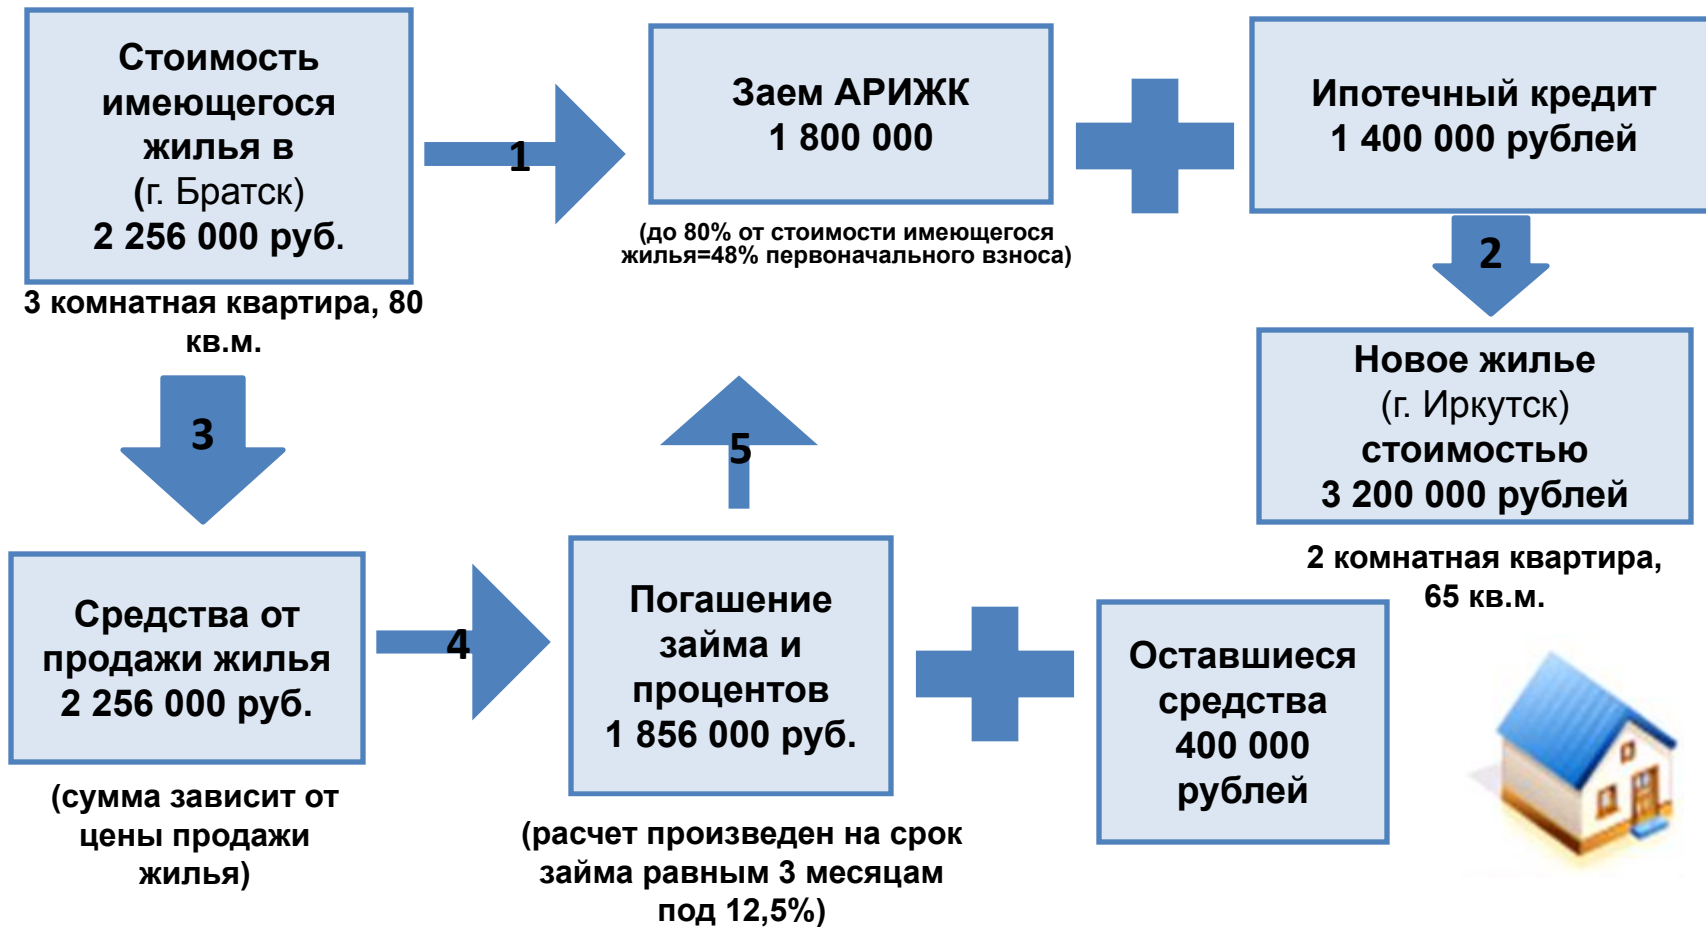 Стоимость
имеющегося
жилья в
(г. Братск)
2 256 000 руб.
3 комнатная квартира, 80
кв.м.
1
Заем АРИЖК
1 800 000
(до 80% от стоимости имеющегося
жилья=48% первоначального взноса)
Ипотечный кредит
1 400 000 рублей
2
Новое жилье
(г. Иркутск)
стоимостью
3 200 000 рублей
2 комнатная квартира,
65 кв.м.
3
Средства от
продажи жилья
2 256 000 руб.
(сумма зависит от
цены продажи
жилья)
4
Погашение
займа и
процентов
1 856 000 руб.
(расчет произведен на срок
займа равным 3 месяцам
под 12,5%)
5
Оставшиеся
средства
400 000
рублей